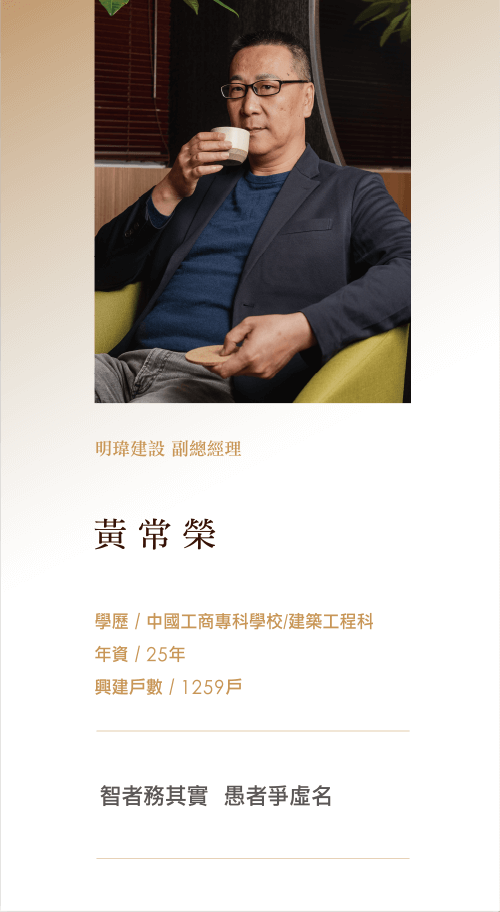 明瑋建設 副總經理
黃常榮
學歷 / 中國工商專科學校/建築工程科
年資 / 25年
興建戶數 / 1259戶
智者務其實 愚者爭虛名